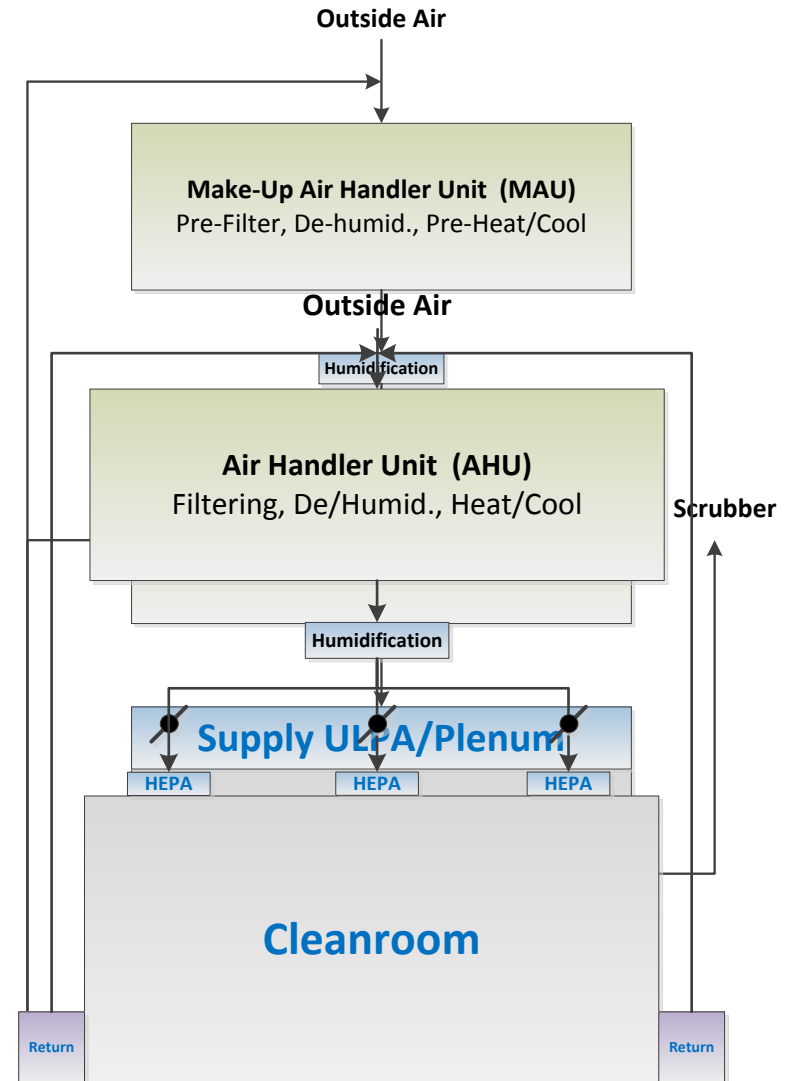 Outside Air
Make-Up Air Handler Unit  (MAU)
Pre-Filter, De-humid., Pre-Heat/Cool
Outside Air
Humidification
Air Handler Unit  (AHU)
Filtering, De/Humid., Heat/Cool
Scrubber
Humidification
Supply ULPA/Plenum
HEPA
HEPA
HEPA
Cleanroom
Return
Return